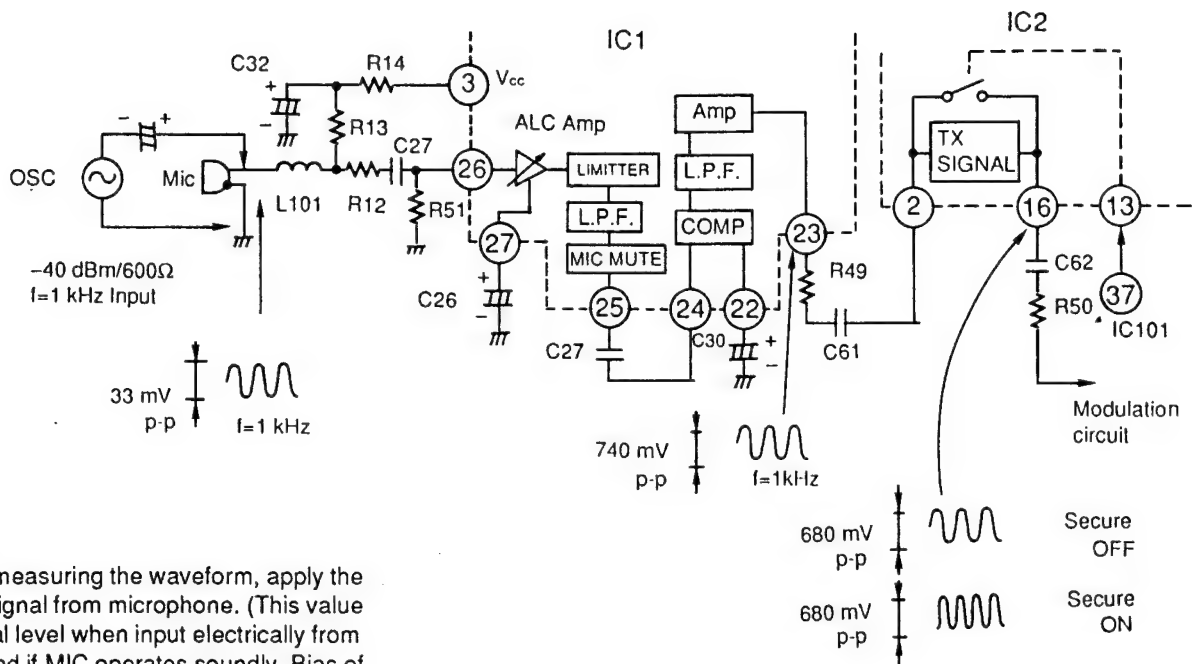 IC1
IC2
C32
+
-
R14
3
Vcc
R13
- +
OSC
Mic
L101
R12
C27
R51
26
ALC Amp
LIMITTER
L.P.F.
MIC MUTE
Amp
L.P.F.
COMP
TX
SIGNAL
2
16
13
27
C26
+
-
25
24
22
23
C27
C30
+
-
R49
C61
C62
R50
37
IC101
Modulation
circuit
–40 dBm/600Ω
f=1 kHz Input
33 mV
p-p
f=1 kHz
740 mV
p-p
f=1kHz
680 mV
p-p
Secure
OFF
680 mV
p-p
Secure
ON
measuring the waveform, apply the
ignal from microphone. (This value
al level when input electrically from
nd if MIC operates soundly. Bias of